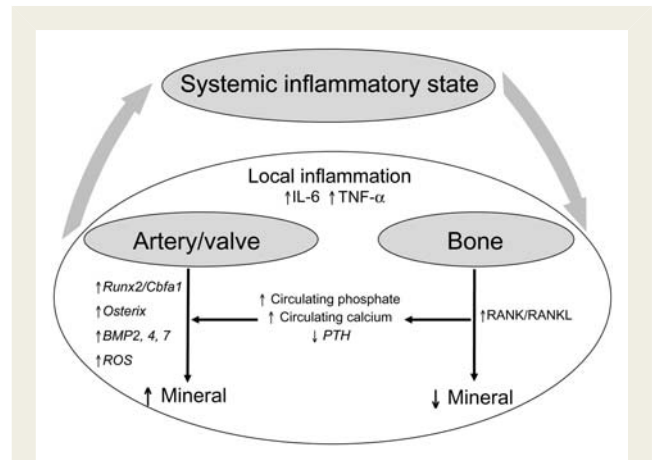 Systemic inflammatory state
Local inflammation
↑IL-6 ↑TNF-α
Artery/valve
Bone
↑Runx2/Cbfa1
↑Osterix
↑BMP2, 4, 7
↑ROS
↑ Circulating phosphate
↑ Circulating calcium
↓ PTH
↑RANK/RANKL
↑ Mineral
↓ Mineral